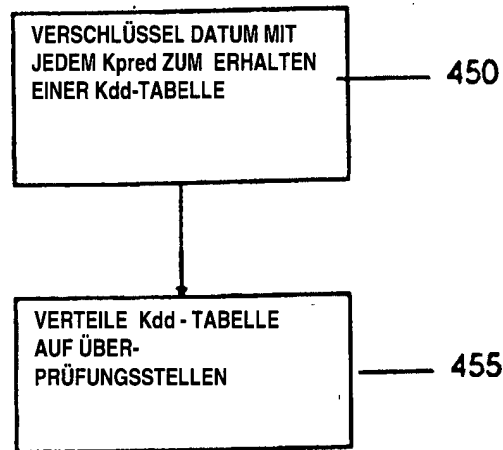 VERSCHLÜSSEL DATUM MIT
JEDEM Kpred ZUM ERHALTEN
EINER Kdd-TABELLE
450
VERTEILE Kdd - TABELLE
AUF ÜBER-
PRÜFUNGSSTELLEN
455